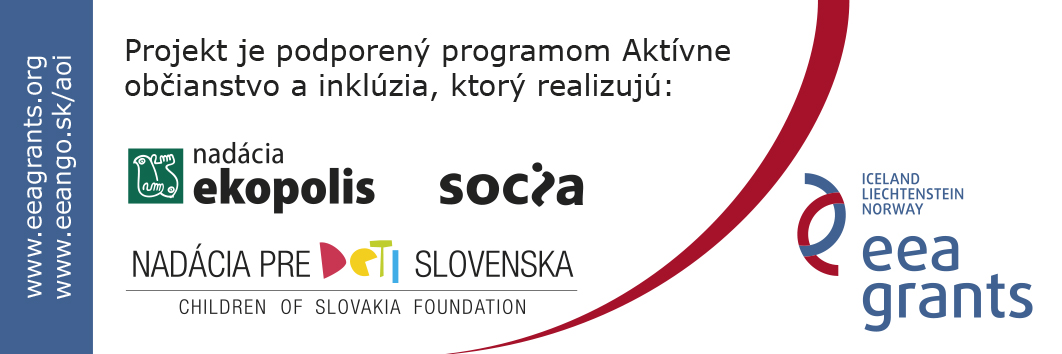 www.eeagrants.org
www.eeango.sk/aoi
Projekt je podporený programom Aktívne
občianstvo a inklúzia, ktorý realizujú:
nadácia
ekopolis
socia
NADÁCIA PRE DETI SLOVENSKA
CHILDREN OF SLOVAKIA FOUNDATION
ICELAND
LIECHTENSTEIN
NORWAY
eea
grants